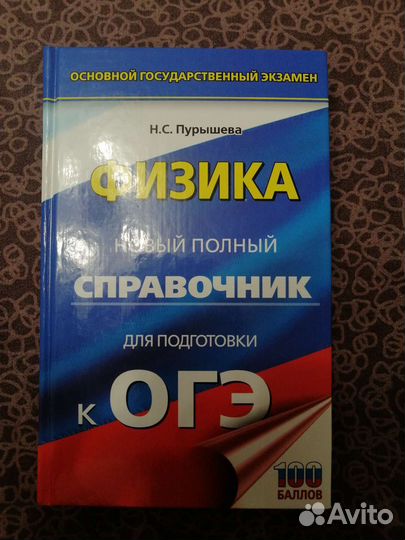 ОСНОВНОЙ ГОСУДАРСТВЕННЫЙ ЭКЗАМЕН
Н.С. Пурышева
ФИЗИКА
НОВЫЙ ПОЛНЫЙ
СПРАВОЧНИК
ДЛЯ ПОДГОТОВКИ
К ОГЭ
100
БАЛЛОВ
Avito